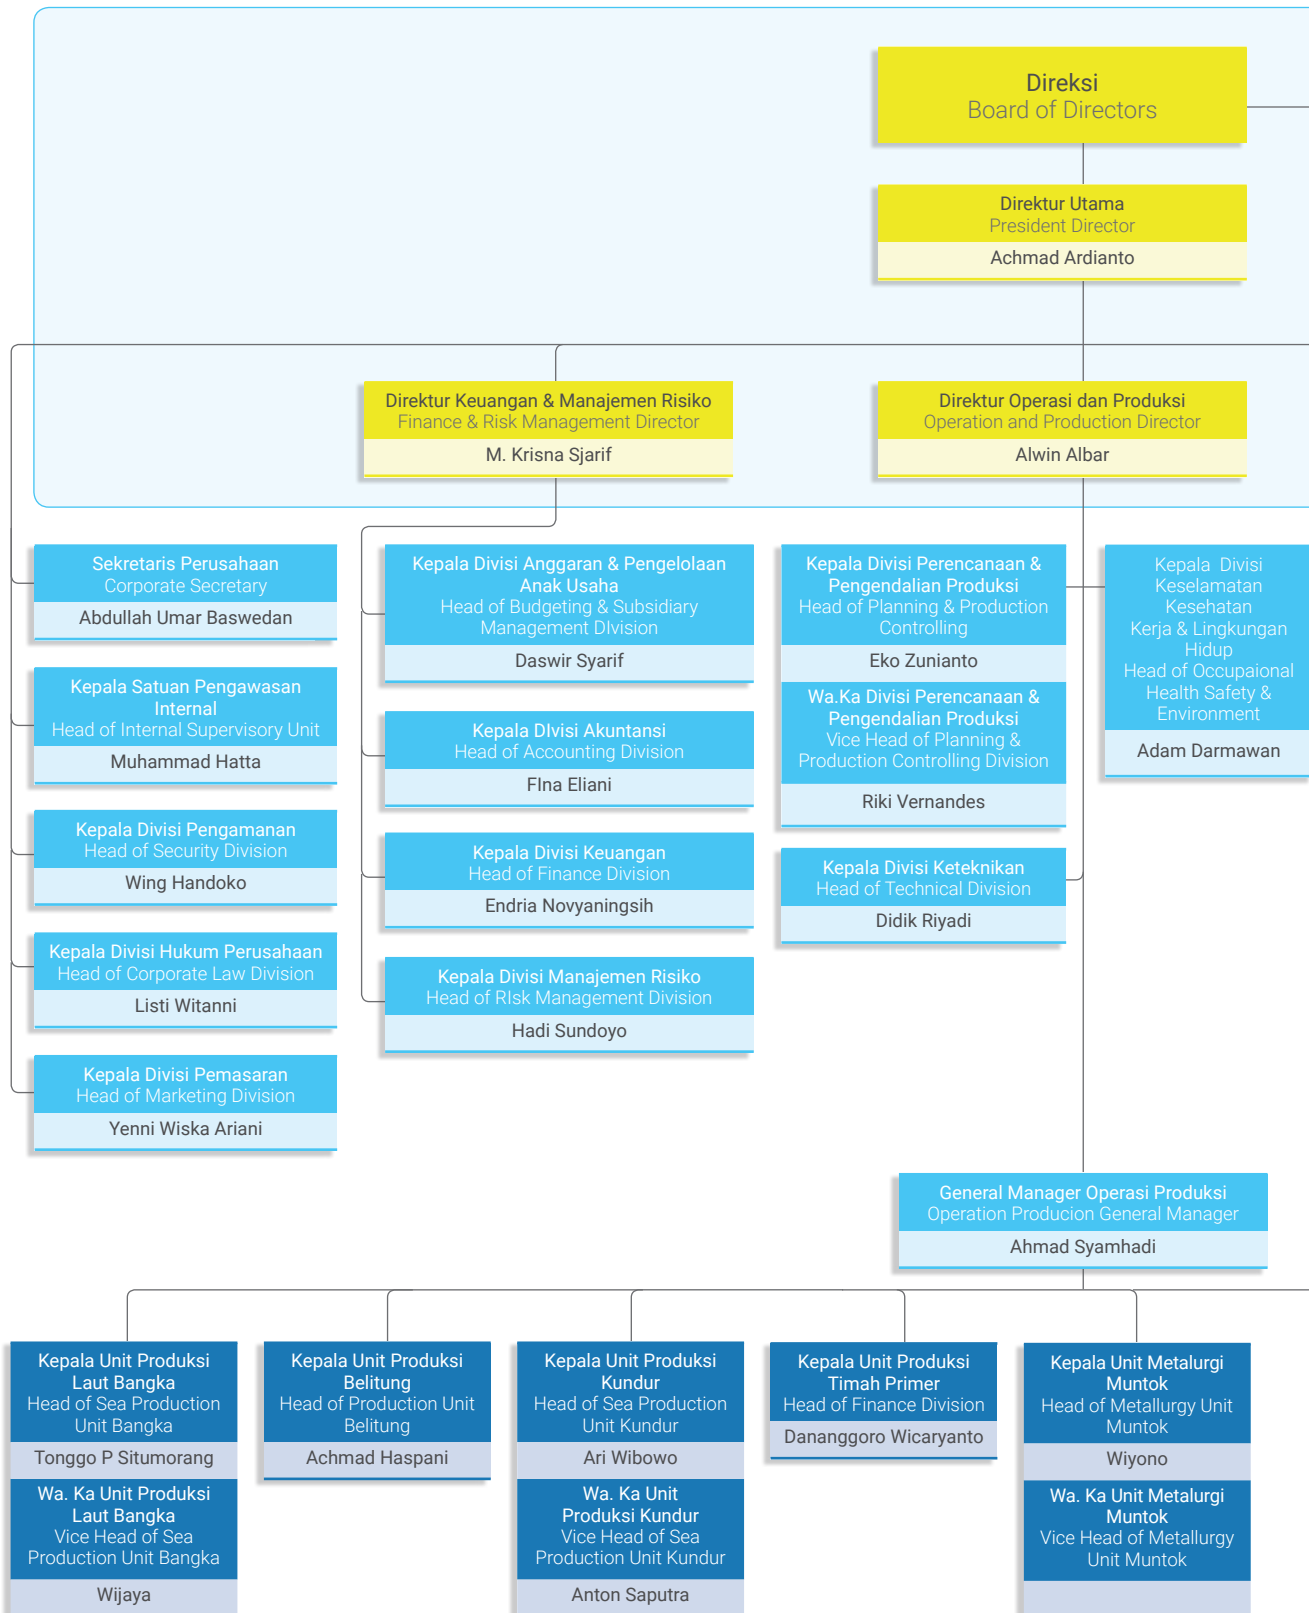 Direksi
Board of Directors
Direktur Utama
President Director
Achmad Ardianto
Direktur Keuangan & Manajemen Risiko
Finance & Risk Management Director
M. Krisna Sjarif
Direktur Operasi dan Produksi
Operation and Production Director
Alwin Albar
Sekretaris Perusahaan
Corporate Secretary
Abdullah Umar Baswedan
Kepala Satuan Pengawasan
Internal
Head of Internal Supervisory Unit
Muhammad Hatta
Kepala Divisi Pengamanan
Head of Security Division
Wing Handoko
Kepala Divisi Hukum Perusahaan
Head of Corporate Law Division
Listi Witanni
Kepala Divisi Pemasaran
Head of Marketing Division
Yenni Wiska Ariani
Kepala Divisi Anggaran & Pengelolaan
Anak Usaha
Head of Budgeting & Subsidiary
Management DIvision
Daswir Syarif
Kepala DIvisi Akuntansi
Head of Accounting Division
FIna Eliani
Kepala Divisi Keuangan
Head of Finance Division
Endria Novyaningsih
Kepala Divisi Manajemen Risiko
Head of RIsk Management Division
Hadi Sundoyo
Kepala Divisi Perencanaan &
Pengendalian Produksi
Head of Planning & Production
Controlling
Eko Zunianto
Wa.Ka Divisi Perencanaan &
Pengendalian Produksi
Vice Head of Planning &
Production Controlling Division
Riki Vernandes
Kepala Divisi Keteknikan
Head of Technical Division
Didik Riyadi
Kepala Divisi
Keselamatan
Kesehatan
Kerja & Lingkungan
Hidup
Head of Occupaional
Health Safety &
Environment
Adam Darmawan
General Manager Operasi Produksi
Operation Producion General Manager
Ahmad Syamhadi
Kepala Unit Produksi
Laut Bangka
Head of Sea Production
Unit Bangka
Tonggo P Situmorang
Wa. Ka Unit Produksi
Laut Bangka
Vice Head of Sea
Production Unit Bangka
Wijaya
Kepala Unit Produksi
Belitung
Head of Production Unit
Belitung
Achmad Haspani
Kepala Unit Produksi
Kundur
Head of Sea Production
Unit Kundur
Ari Wibowo
Wa. Ka Unit
Produksi Kundur
Vice Head of Sea
Production Unit Kundur
Anton Saputra
Kepala Unit Produksi
Timah Primer
Head of Finance Division
Dananggoro Wicaryanto
Kepala Unit Metalurgi
Muntok
Head of Metallurgy Unit
Muntok
Wiyono
Wa. Ka Unit Metalurgi
Muntok
Vice Head of Metallurgy
Unit Muntok